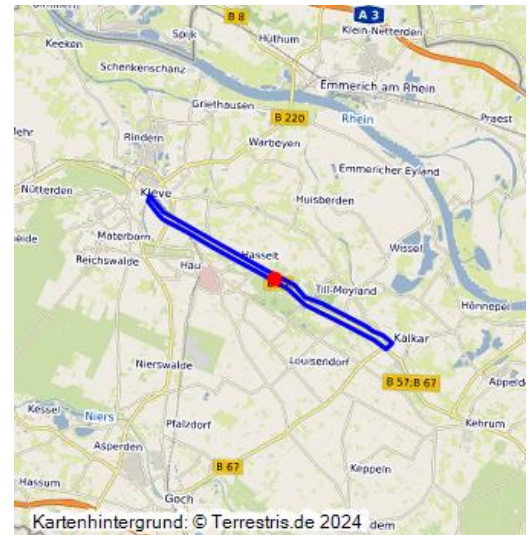 Spijk
B 8
Hüthum
A 3
Klein-Netterden
Keeken
Schenkenschanz
Emmerich am Rhein
Griethausen
B 220
Rhein
Praest
Rindern
Warbeyen
Emmericher Eyland
Nütterden
Kleve
Huisberden
Materborn
Wissel
Reichswalde
Hasselt
Hau
Till-Moyland
Hönnepel
Kalkar
Louisendorf
Nierswalde
B 57;B 67
Appelde
Kessel
Niers
Pfalzdorf
Kehrum
Asperden
B 67
Keppeln
Hassum
Goch
Kartenhintergrund: © Terrestris.de 2024
dem